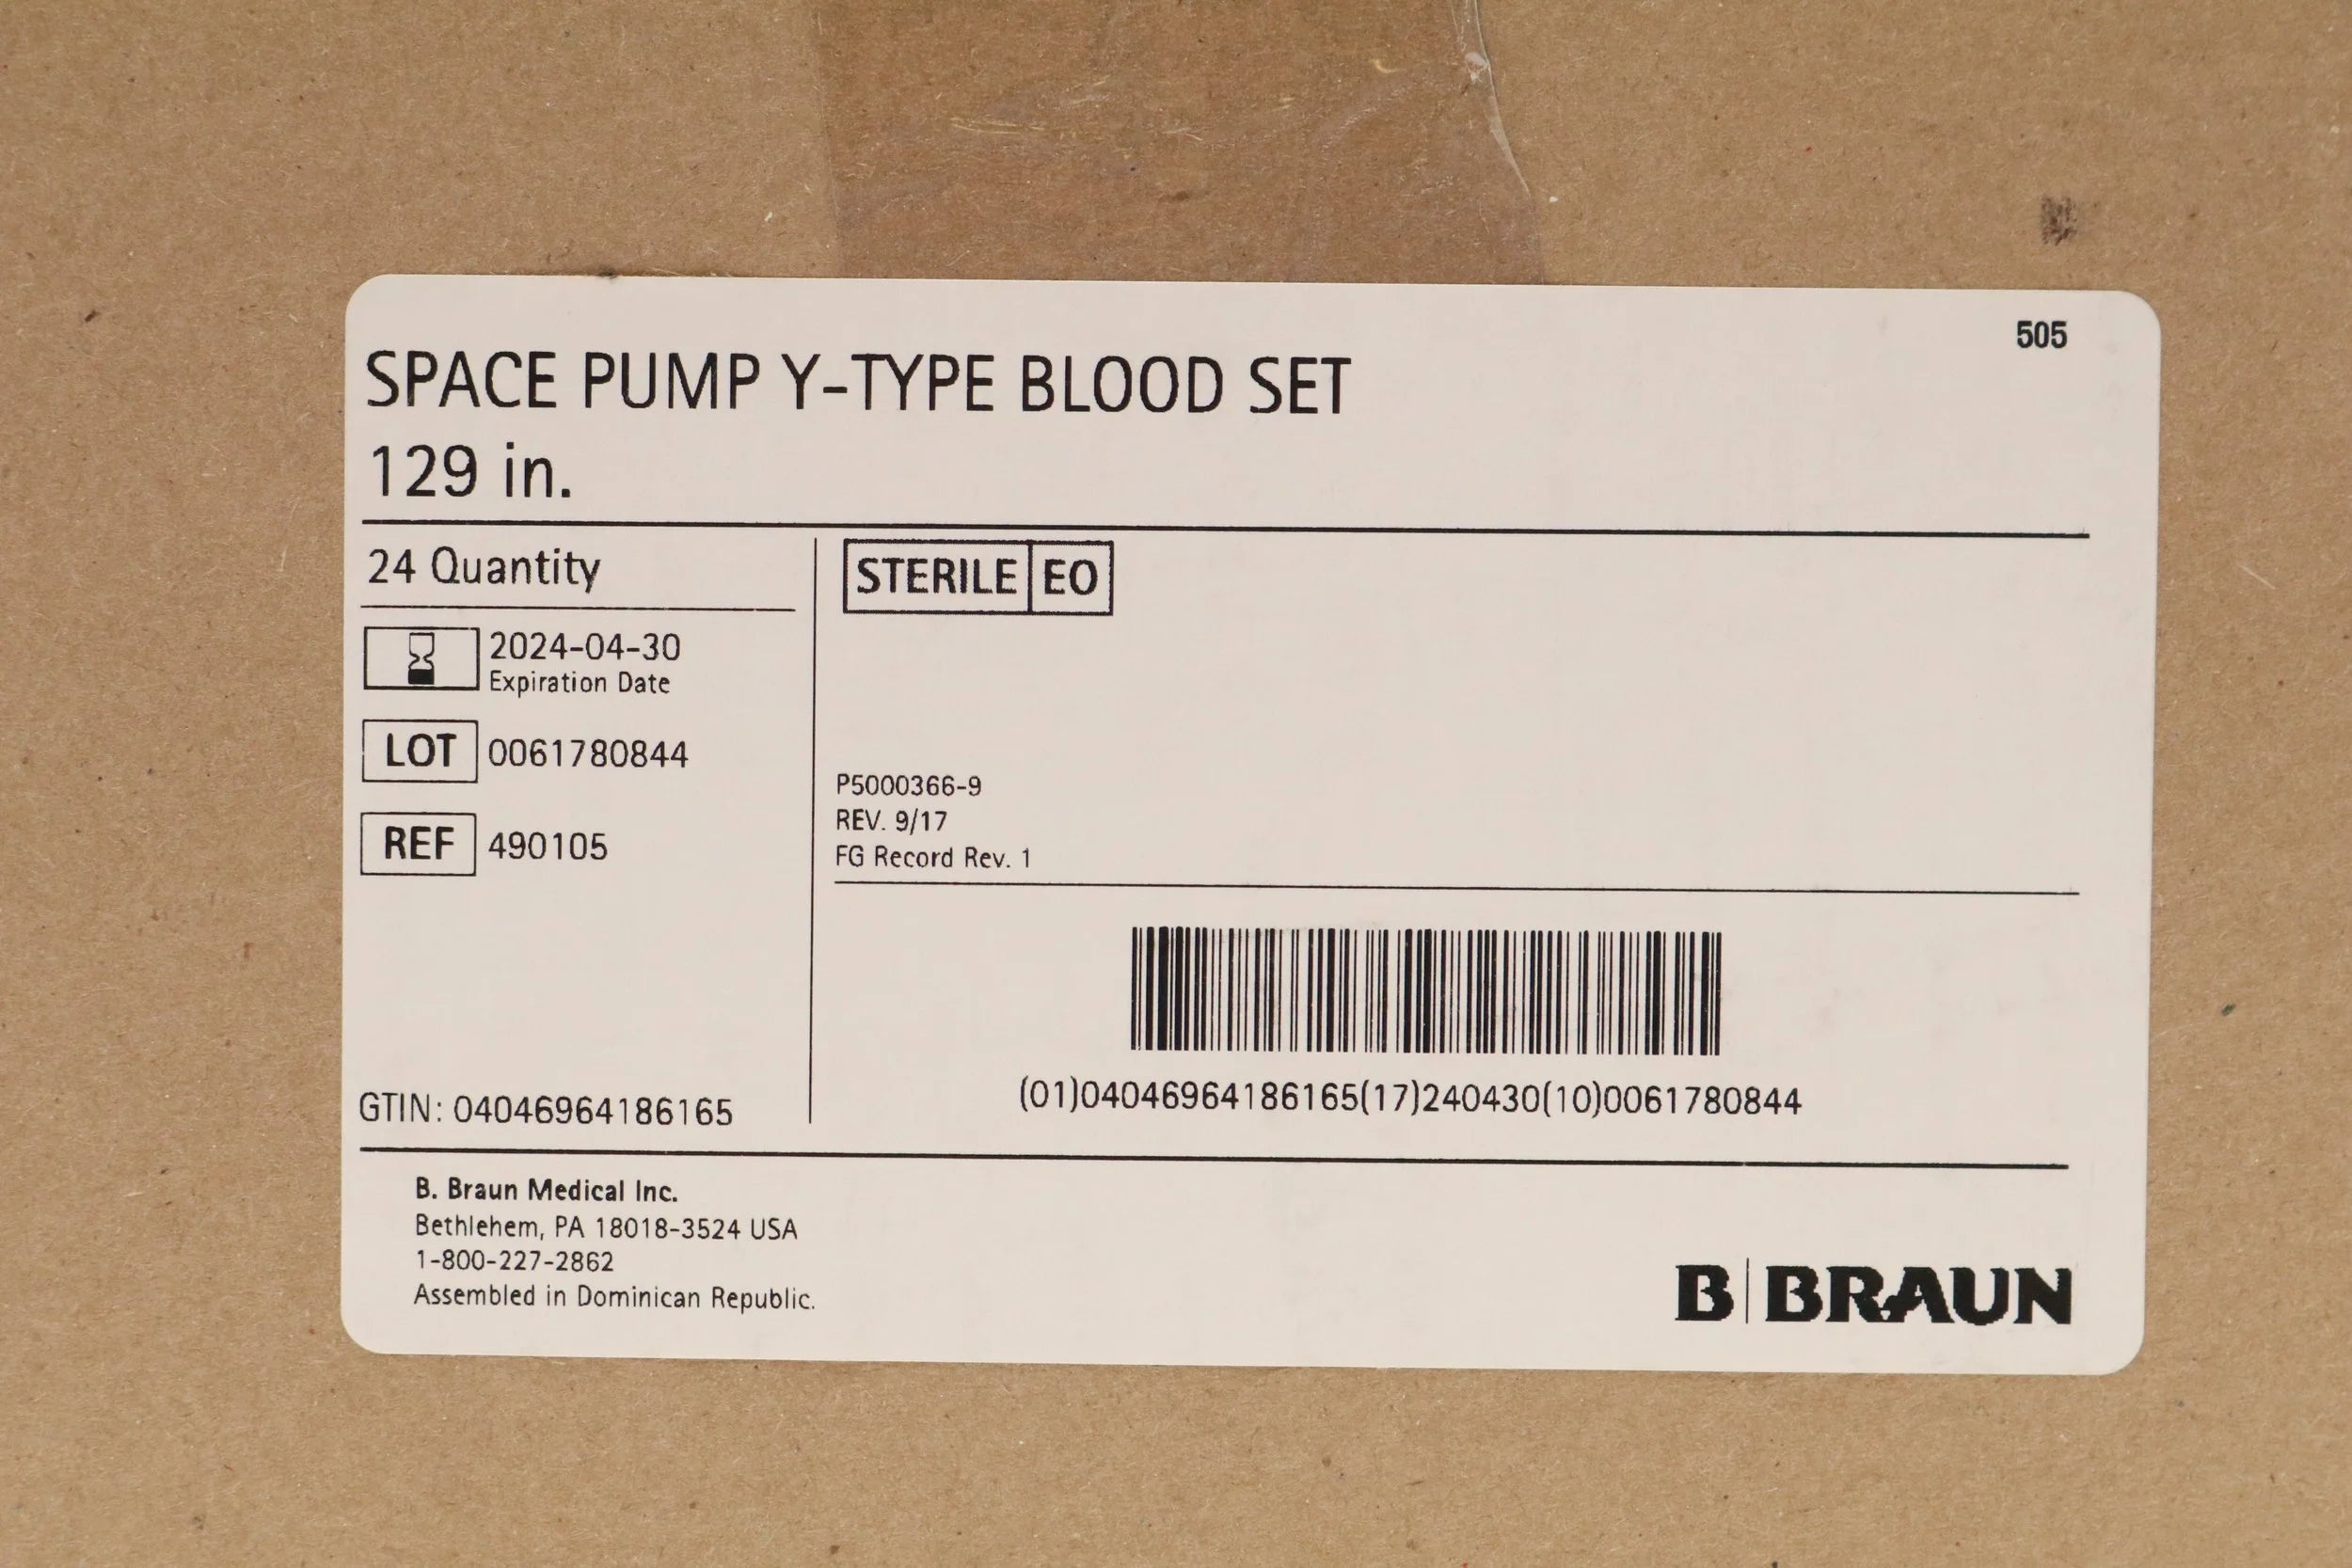 505
SPACE PUMP Y-TYPE BLOOD SET
129 in.
24 Quantity
STERILE EO
2024-04-30
Expiration Date
LOT 0061780844
REF 490105
P5000366-9
REV. 9/17
FG Record Rev. 1
GTIN: 04046964186165
(01)04046964186165(17)240430(10)0061780844
B. Braun Medical Inc.
Bethlehem, PA 18018-3524 USA
1-800-227-2862
Assembled in Dominican Republic.
B BRAUN